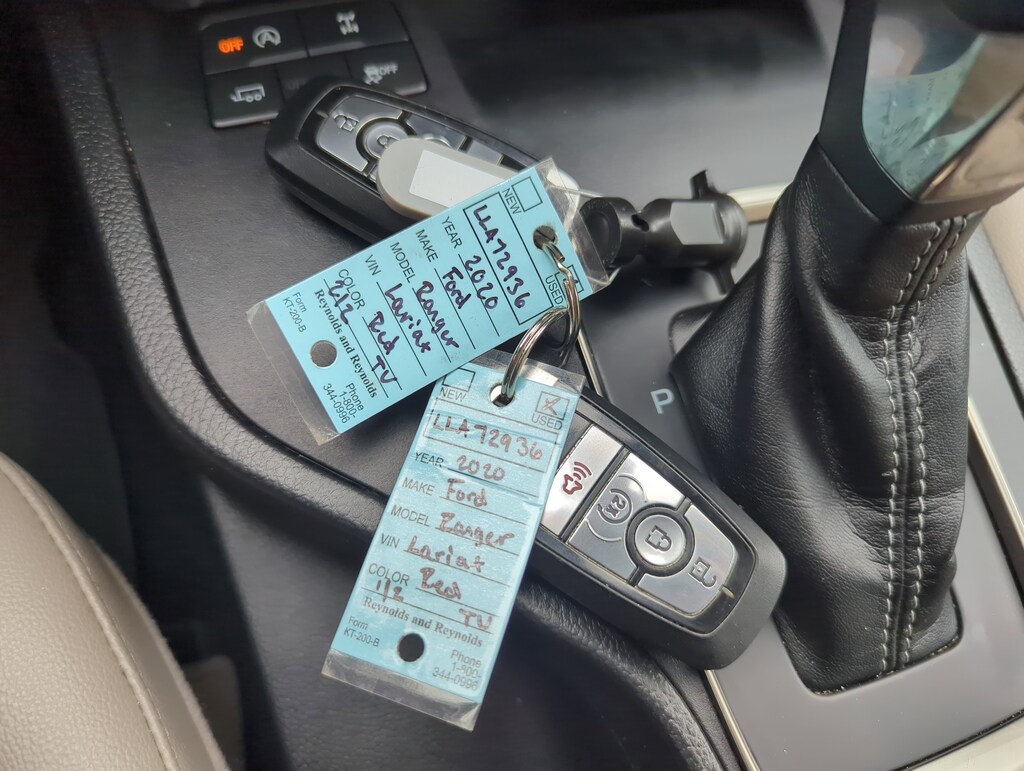 OFF
OFF
NEW
USED
LLA72936
YEAR 2020
MAKE Ford
MODEL Ranger
VIN Lariat
COLOR Red
2/2 TV
Reynolds and Reynolds
Form
KT-200-B
Phone
1-800-
344-0996
NEW
USED
LLA72936
YEAR 2020
MAKE Ford
MODEL Ranger
VIN Lariat
COLOR Red
1/2 TV
Reynolds and Reynolds
Form
KT-200-B
Phone
1-800-
344-0996
P
2x